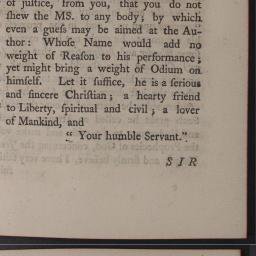 of justice, from you, that you do not
ſhew the MS. to any body; by which
even a gueſs may be aimed at the Au-
thor: Whoſe Name would add no
weight of Reaſon to his performance;
yet might bring a weight of Odium on
himſelf. Let it ſuffice, he is a ſerious
and ſincere Chriſtian; a hearty friend
to Liberty, ſpiritual and civil; a lover
of Mankind, and
“ Your humble Servant.”
SIR